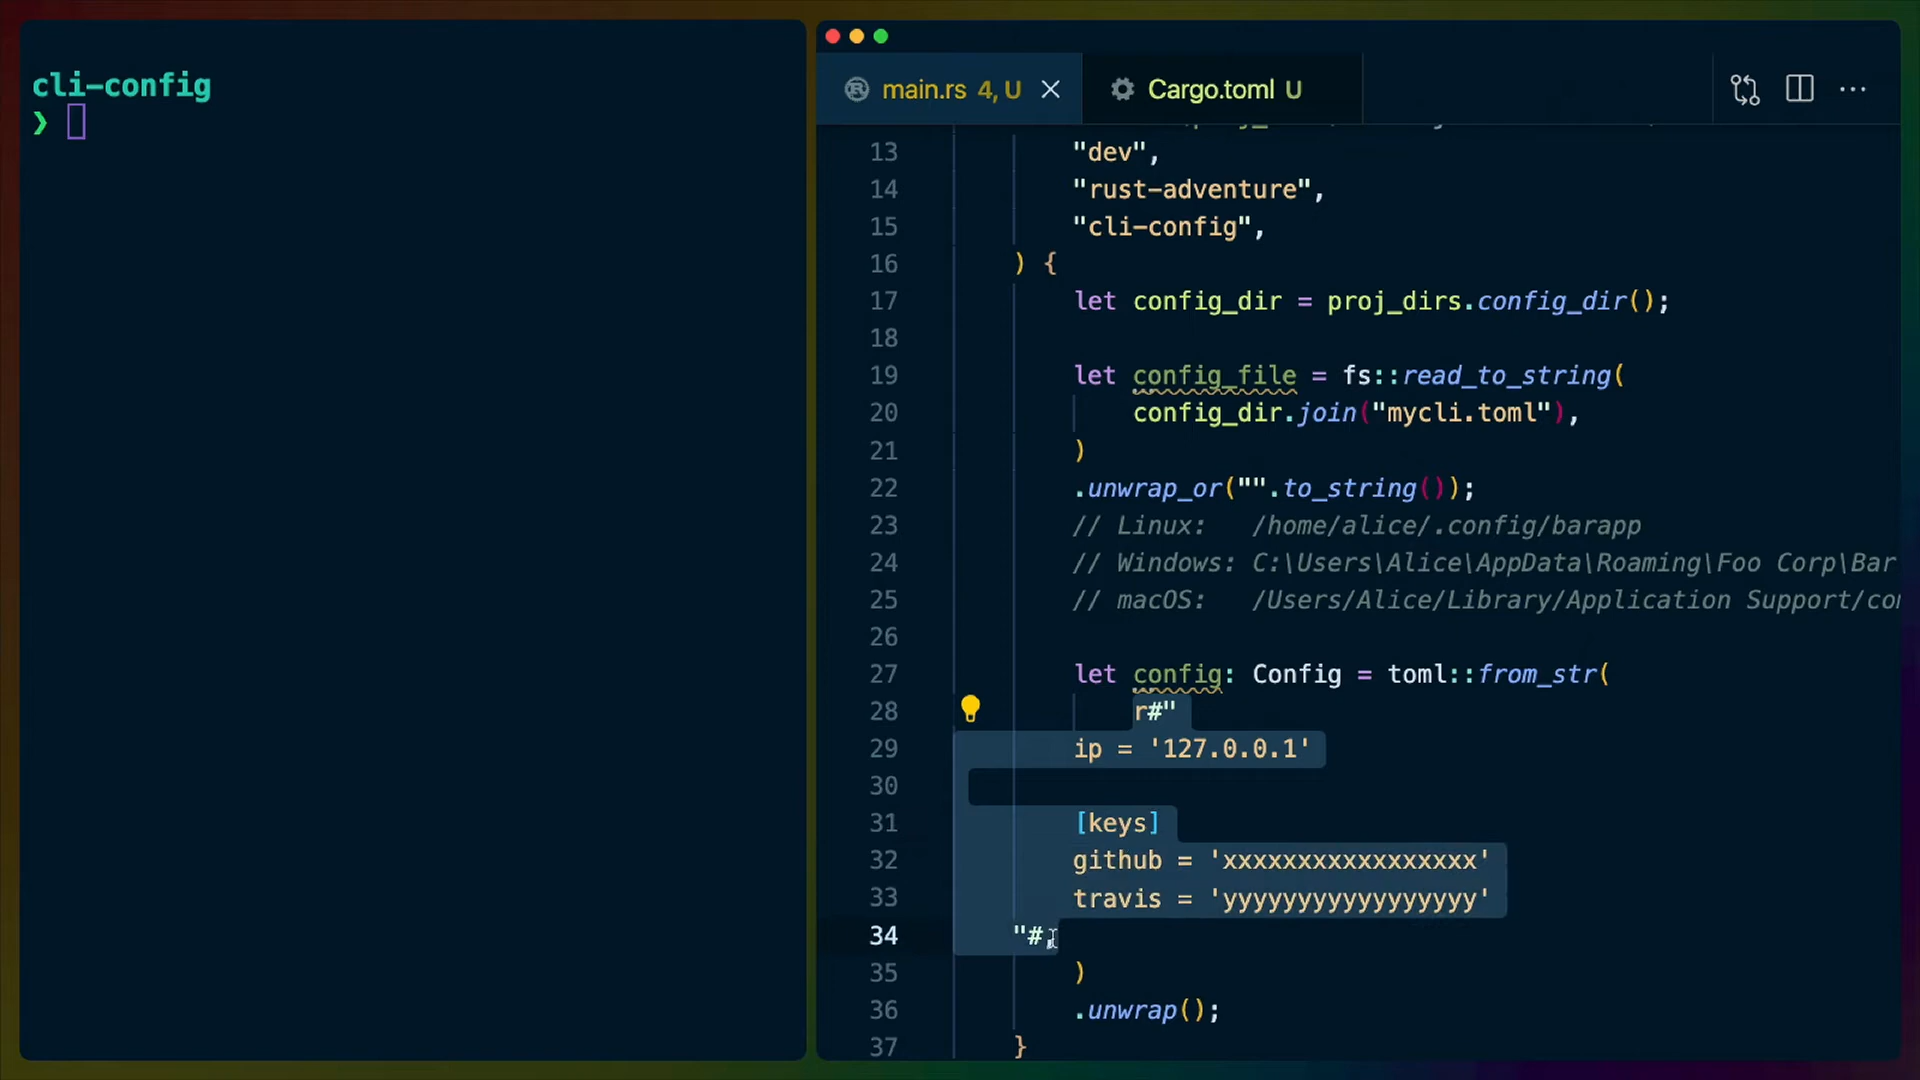 cli-config
❯
main.rs 4, U
Cargo.toml U
13 "dev",
14 "rust-adventure",
15 "cli-config",
16 ) {
17 let config_dir = proj_dirs.config_dir();
18
19 let config_file = fs::read_to_string(
20 config_dir.join("mycli.toml"),
21 )
22 .unwrap_or("".to_string());
23 // Linux:   /home/alice/.config/barapp
24 // Windows: C:\Users\Alice\AppData\Roaming\Foo Corp\Bar
25 // macOS:   /Users/Alice/Library/Application Support/co
26
27 let config: Config = toml::from_str(
28 r#"
29 ip = '127.0.0.1'
30
31 [keys]
32 github = 'xxxxxxxxxxxxxxxxx'
33 travis = 'yyyyyyyyyyyyyyyyy'
34 "#,
35 )
36 .unwrap();
37 }